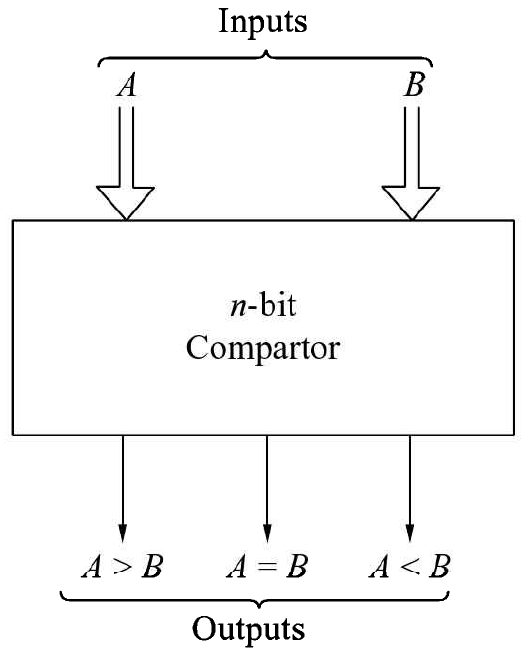 Inputs
A B
n-bit
Compartor
A > B A = B A < B
Outputs